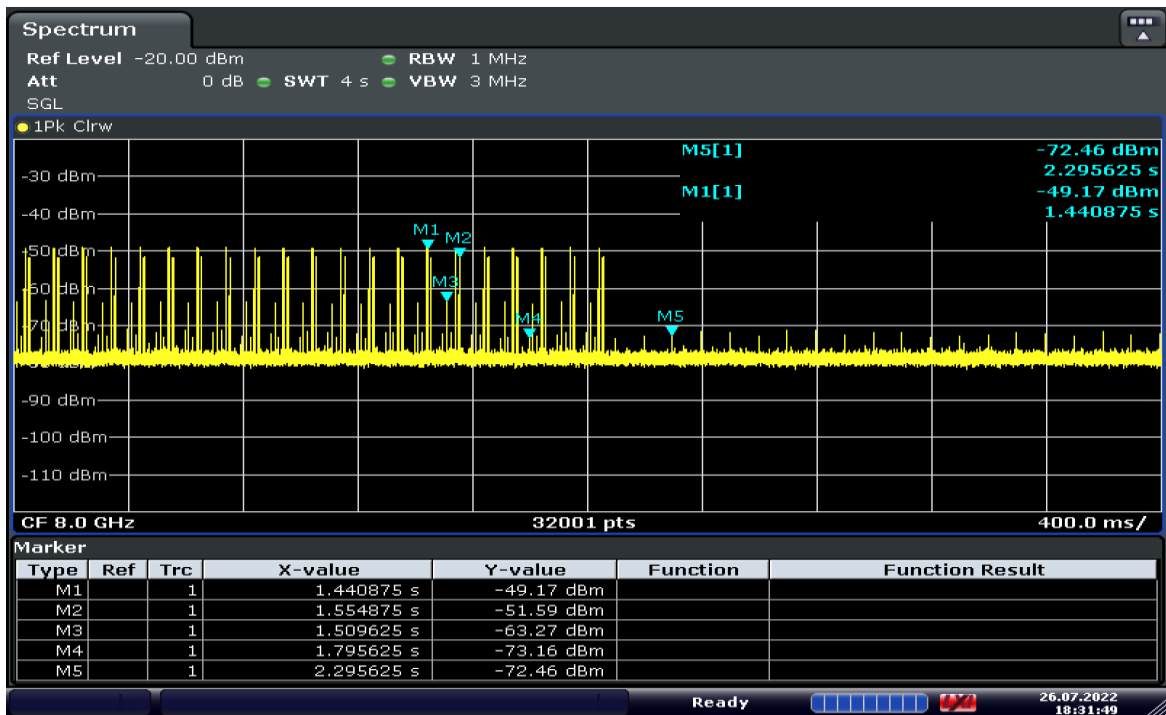 Spectrum
Ref Level -20.00 dBm RBW 1 MHz
Att 0 dB SWT 4 s VBW 3 MHz
SGL
1Pk Clrw
M5[1] -72.46 dBm
2.295625 s
-30 dBm
M1[1] -49.17 dBm
-40 dBm 1.440875 s
M1
M2
-50 dBm
M3
-60 dBm
M4
M5
-70 dBm
-80 dBm
-90 dBm
-100 dBm
-110 dBm
CF 8.0 GHz 32001 pts 400.0 ms/
Marker
Type Ref Trc X-value Y-value Function Function Result
M1 1 1.440875 s -49.17 dBm
M2 1 1.554875 s -51.59 dBm
M3 1 1.509625 s -63.27 dBm
M4 1 1.795625 s -73.16 dBm
M5 1 2.295625 s -72.46 dBm
Ready LXI 26.07.2022
18:31:49